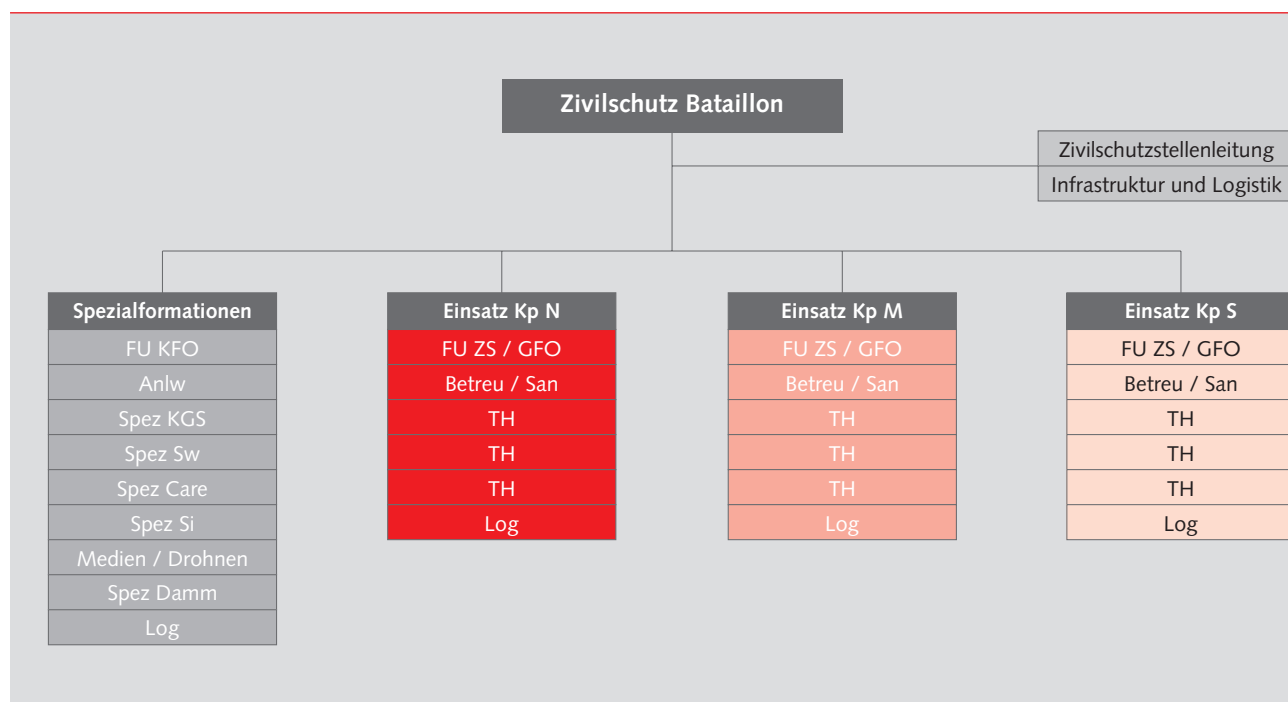 Zivilschutz Bataillon
Zivilschutzstellenleitung
Infrastruktur und Logistik
Spezialformationen
FU KFO
Anlw
Spez KGS
Spez Sw
Spez Care
Spez Si
Medien / Drohnen
Spez Damm
Log
Einsatz Kp N
FU ZS / GFO
Betreu / San
TH
TH
TH
Log
Einsatz Kp M
FU ZS / GFO
Betreu / San
TH
TH
TH
Log
Einsatz Kp S
FU ZS / GFO
Betreu / San
TH
TH
TH
Log